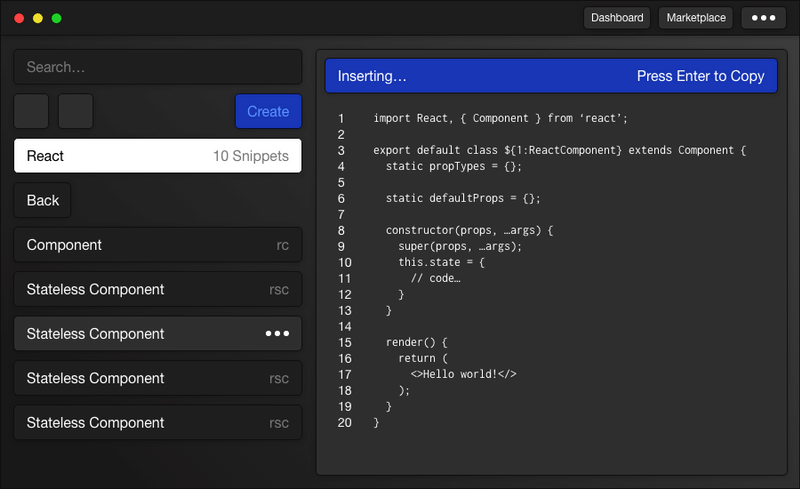 Dashboard
Marketplace
Search…
Create
React 10 Snippets
Back
Component rc
Stateless Component rsc
Stateless Component
Stateless Component rsc
Stateless Component rsc
Inserting… Press Enter to Copy
1 import React, { Component } from ‘react’;
2
3 export default class ${1:ReactComponent} extends Component {
4 static propTypes = {};
5
6 static defaultProps = {};
7
8 constructor(props, …args) {
9 super(props, …args);
10 this.state = {
11 // code…
12 }
13 }
14
15 render() {
16 return (
17 <>Hello world!</>
18 );
19 }
20 }